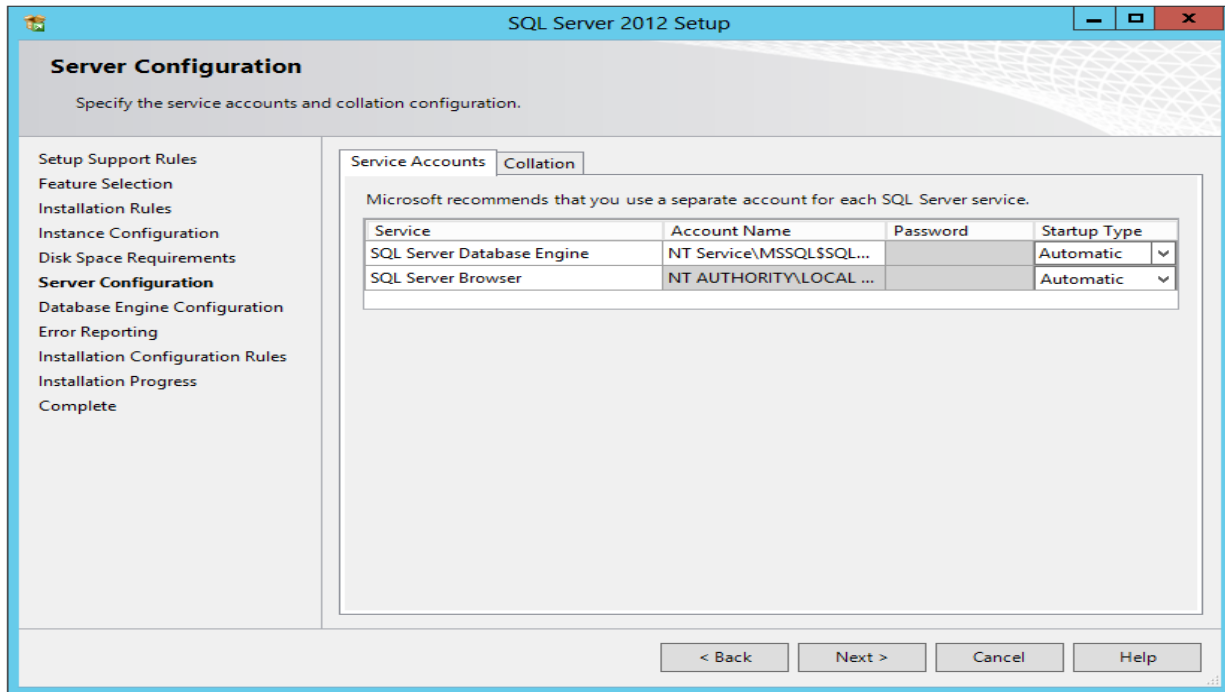 SQL Server 2012 Setup
Server Configuration
Specify the service accounts and collation configuration.
Setup Support Rules
Feature Selection
Installation Rules
Instance Configuration
Disk Space Requirements
Server Configuration
Database Engine Configuration
Error Reporting
Installation Configuration Rules
Installation Progress
Complete
Service Accounts Collation
Microsoft recommends that you use a separate account for each SQL Server service.
Service Account Name Password Startup Type
SQL Server Database Engine NT Service\MSSQL$SQL... Automatic
SQL Server Browser NT AUTHORITY\LOCAL ... Automatic
< Back Next > Cancel Help